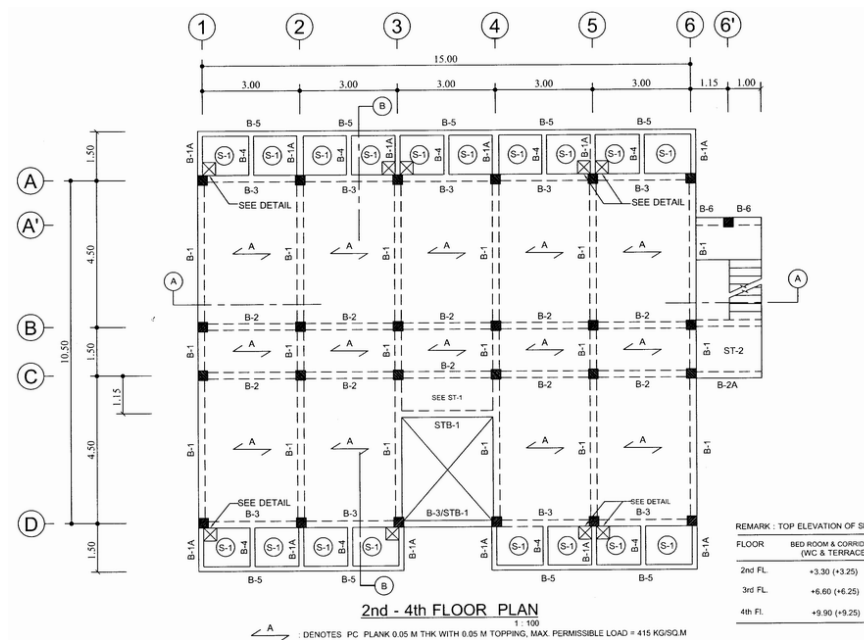 1 2 3 4 5 6 6'
15.00
3.00 3.00 3.00 3.00 3.00 1.15 1.00
B
B-5 B-5 B-5 B-5 B-5
1.50 B-1A S-1 B-4 S-1 B-1A S-1 B-4 S-1 B-1A S-1 B-4 S-1 B-1A S-1 B-4 S-1 B-1A S-1 B-4 S-1 B-1A
A
B-3 B-3 B-3 B-3 B-3
SEE DETAIL SEE DETAIL
B-6 B-6
A'
4.50 B-1 A B-1 A B-1 A B-1 A B-1 A B-1 B-1
A A
B-2 B-2 B-2 B-2 B-2
B
10.50 1.50 B-1 A B-1 A B-1 A B-1 A B-1 A B-1 B-1 ST-2
B-2
C
B-2 B-2 B-2 B-2 B-2A
1.15
SEE ST-1
STB-1
4.50 B-1 A B-1 A B-1 B-1 A B-1 A B-1
SEE DETAIL SEE DETAIL
B-3 B-3 B-3/STB-1 B-3 B-3
D
1.50 B-1A S-1 B-4 S-1 B-1A S-1 B-4 S-1 B-1A B-1A S-1 B-4 S-1 B-1A S-1 B-4 S-1 B-1A
B-5 B-5 B-5 B-5
B
REMARK : TOP ELEVATION OF
FLOOR BED ROOM & CORRID
(WC & TERRACE
2nd FL. +3.30 (+3.25)
3rd FL. +6.60 (+6.25)
4th Fl. +9.90 (+9.25)
2nd - 4th FLOOR PLAN
1 : 100
A : DENOTES PC PLANK 0.05 M THK WITH 0.05 M TOPPING, MAX. PERMISSIBLE LOAD = 415 KG/SQ.M